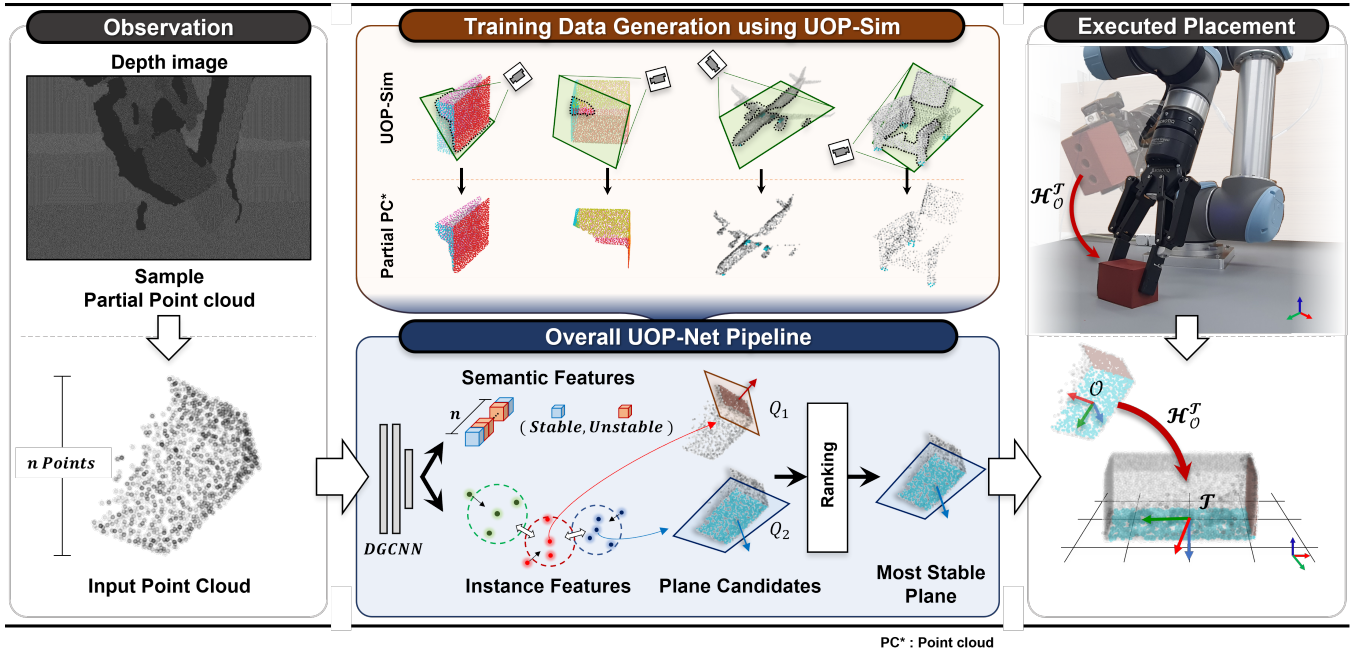 Observation
Depth image
Sample
Partial Point cloud
n Points
Input Point Cloud
Training Data Generation using UOP-Sim
UOP-Sim
Partial PC*
Overall UOP-Net Pipeline
Semantic Features
n
(Stable, Unstable)
DGCNN
Instance Features
Q₁
Q₂
Plane Candidates
Ranking
Most Stable
Plane
Executed Placement
𝓗_𝒪^𝒯
𝒪
𝓗_𝒪^𝒯
𝒯
PC* : Point cloud